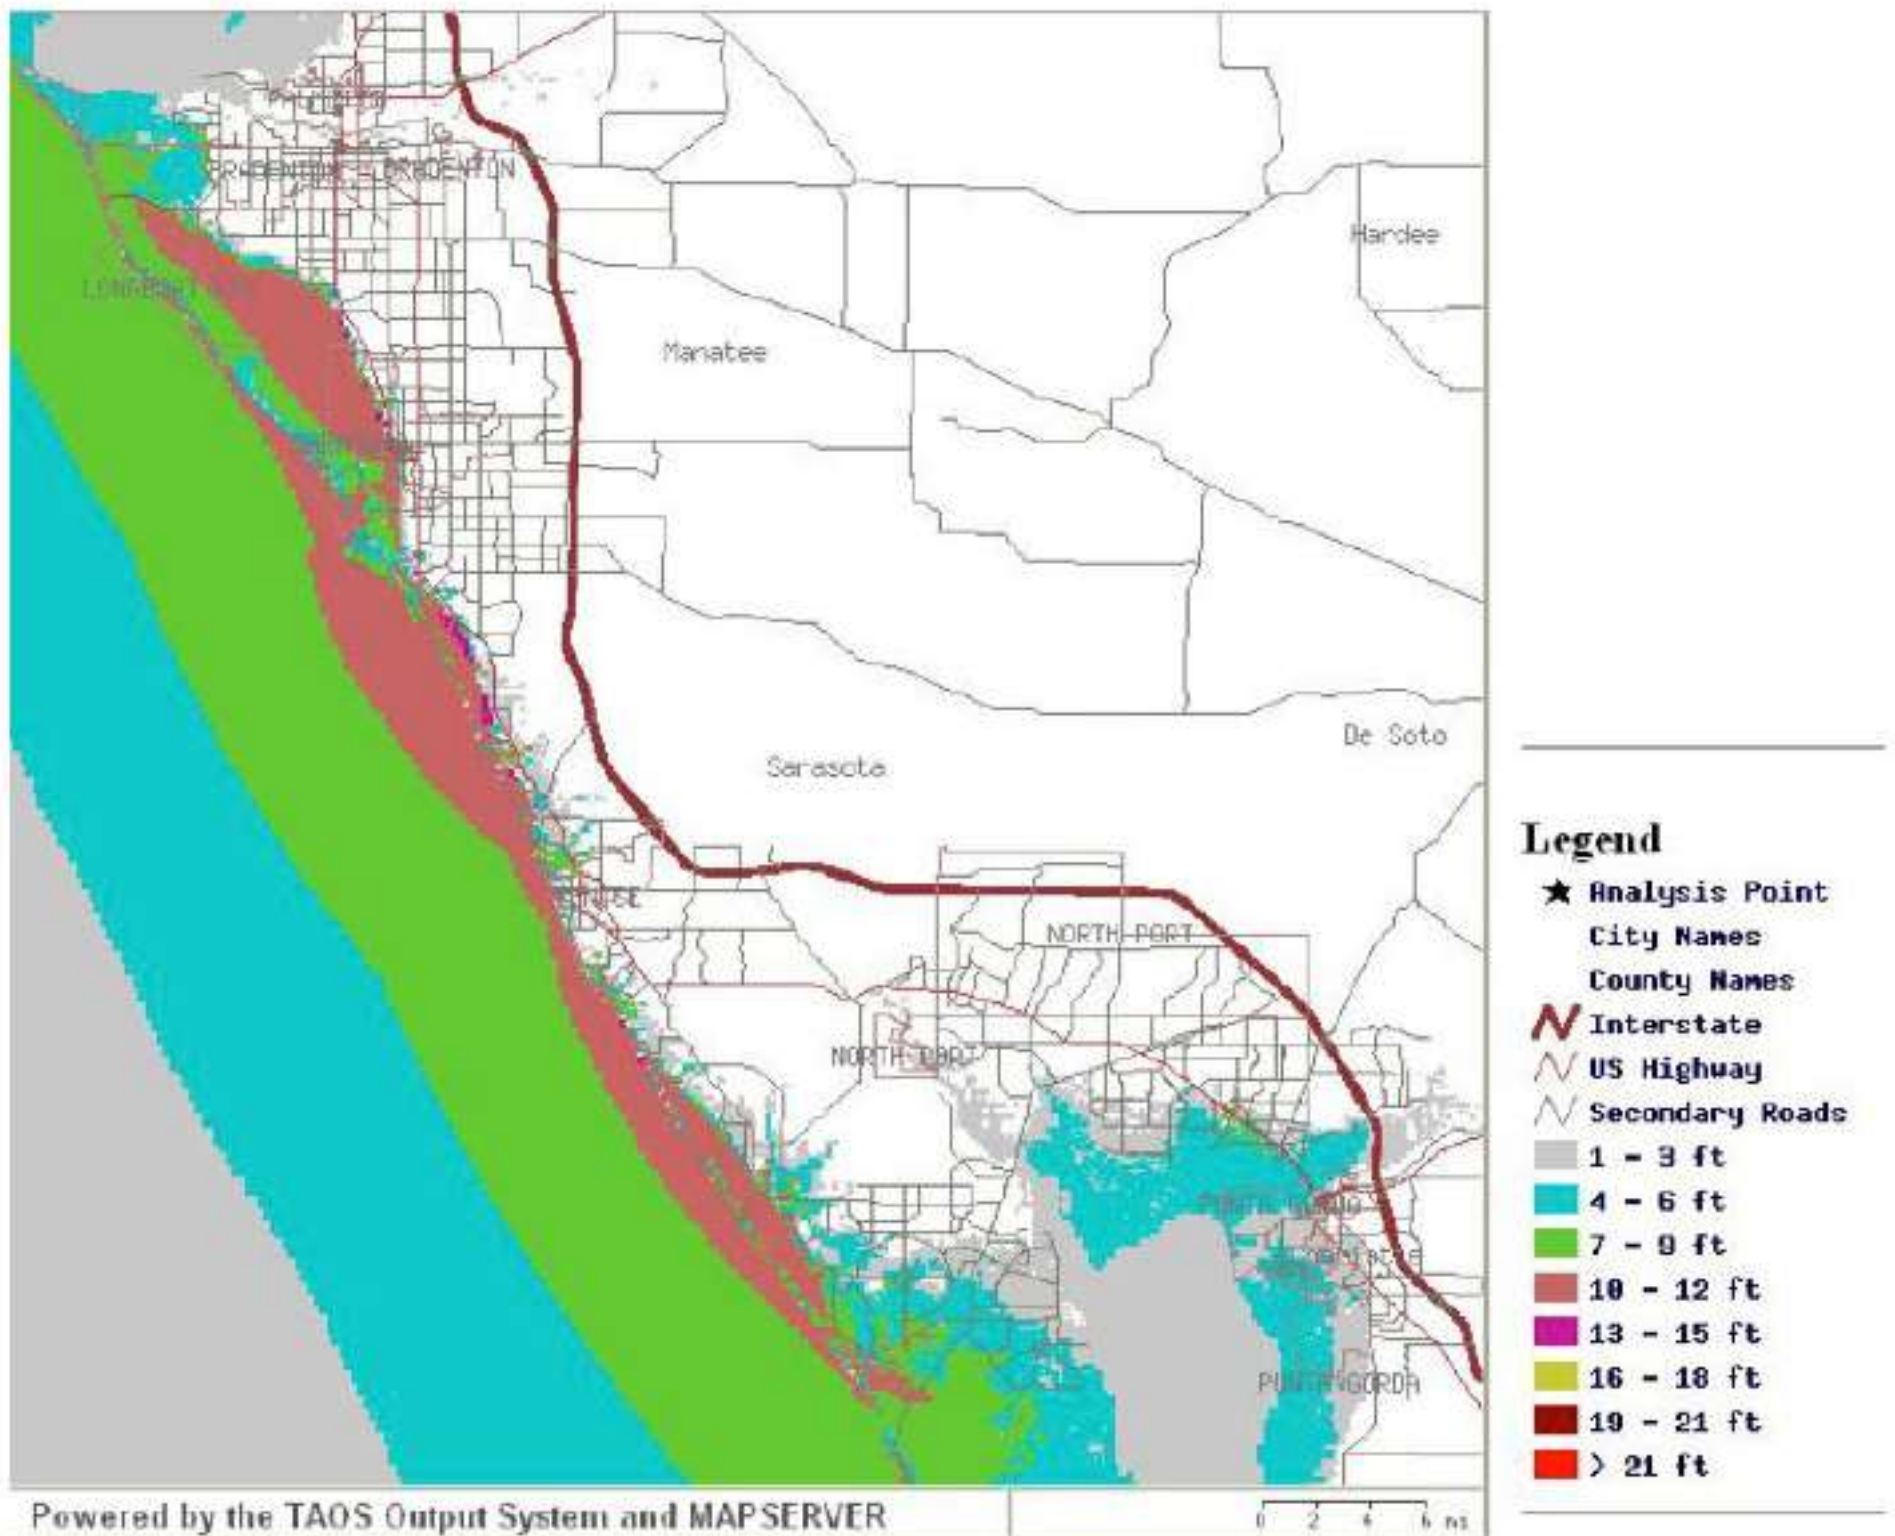 BRADENTON
Hardee
Manatee
De Soto
Sarasota
NORTH PORT
NORTH PORT
PUNTA GORDA
Legend
Analysis Point
City Names
County Names
Interstate
US Highway
Secondary Roads
1 - 3 ft
4 - 6 ft
7 - 9 ft
10 - 12 ft
13 - 15 ft
16 - 18 ft
19 - 21 ft
> 21 ft
Powered by the TAOS Output System and MAPSERVER
0 2 4 6 mi